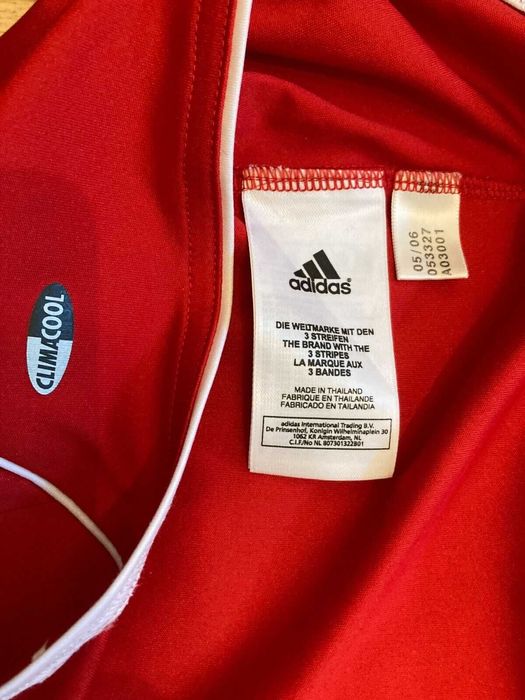 CLIMACOOL
adidas
DIE WELTMARKE MIT DEN
3 STREIFEN
THE BRAND WITH THE
3 STRIPES
LA MARQUE AUX
3 BANDES
MADE IN THAILAND
FABRIQUE EN THAILANDE
FABRICADO EN TAILANDIA
adidas International Trading B.V.
De Prinsenhof, Konigin Wilhelminaplein 30
1062 KR Amsterdam, NL
C.I.F./No NL 807301322B01
05/06
053327
A03001